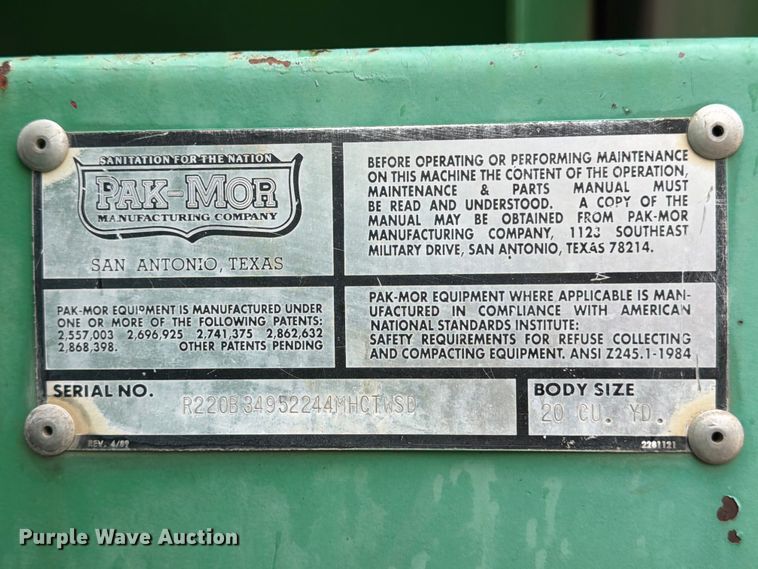 SANITATION FOR THE NATION
PAK-MOR
MANUFACTURING COMPANY
SAN ANTONIO, TEXAS
BEFORE OPERATING OR PERFORMING MAINTENANCE
ON THIS MACHINE THE CONTENT OF THE OPERATION,
MAINTENANCE & PARTS MANUAL MUST
BE READ AND UNDERSTOOD. A COPY OF THE
MANUAL MAY BE OBTAINED FROM PAK-MOR
MANUFACTURING COMPANY, 1123 SOUTHEAST
MILITARY DRIVE, SAN ANTONIO, TEXAS 78214.
PAK-MOR EQUIPMENT IS MANUFACTURED UNDER
ONE OR MORE OF THE FOLLOWING PATENTS:
2,557,003 2,696,925 2,741,375 2,862,632
2,868,398. OTHER PATENTS PENDING
PAK-MOR EQUIPMENT WHERE APPLICABLE IS MAN-
UFACTURED IN COMPLIANCE WITH AMERICAN
NATIONAL STANDARDS INSTITUTE:
SAFETY REQUIREMENTS FOR REFUSE COLLECTING
AND COMPACTING EQUIPMENT. ANSI Z245.1-1984
SERIAL NO. R220B34952244MHCTWSD
BODY SIZE
20 CU. YD.
REV. 4/89
2281121
Purple Wave Auction